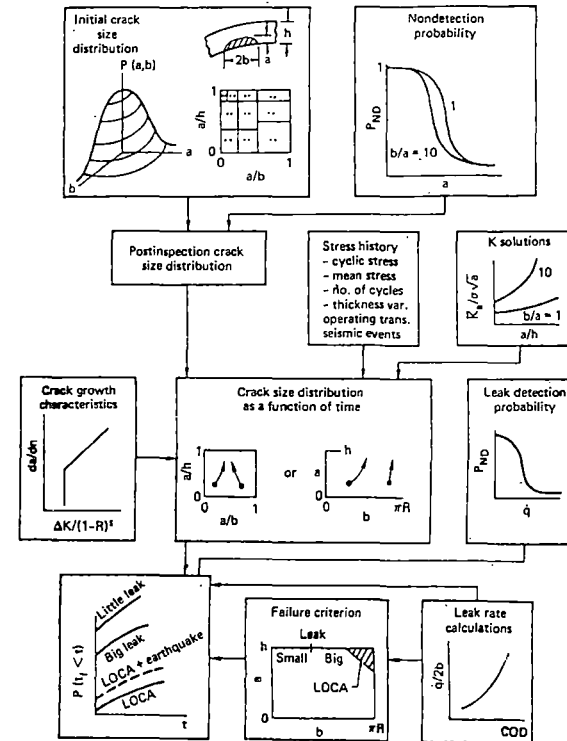 Initial crack
size
distribution
P (a,b)
a
b
h
a
2b
1
a/h
0
0
1
a/b
Nondetection
probability
1
P_ND
1
b/a = 10
a
Postinspection crack
size distribution
Stress history
- cyclic stress
- mean stress
- no. of cycles
- thickness var.
operating trans.
seismic events
K solutions
10
b/a = 1
a/h
Crack growth
characteristics
da/dn
ΔK/(1-R)
Crack size distribution
as a function of time
1
a/h
0
0
1
a/b
or
h
a
0
b
πR
Leak detection
probability
P_ND
q̇
Little leak
Big leak
LOCA + earthquake
LOCA
t
Failure criterion
Leak
h
Small
Big
LOCA
a
0
b
πR
Leak rate
calculations
q̇/2b
COD